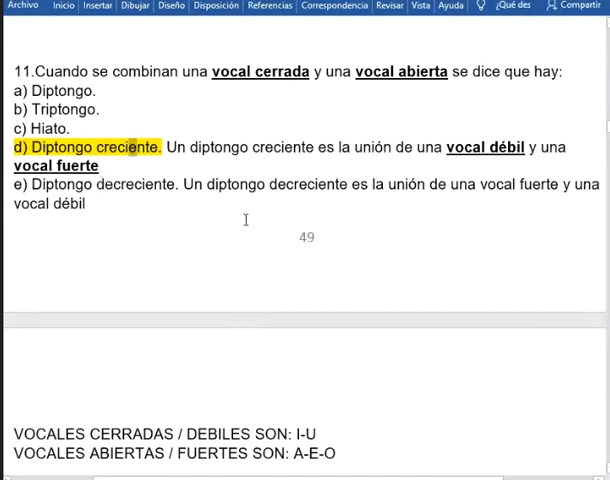 Archivo Inicio Insertar Dibujar Diseño Disposición Referencias Correspondencia Revisar Vista Ayuda ¿Qué des Compartir
11.Cuando se combinan una vocal cerrada y una vocal abierta se dice que hay:
a) Diptongo.
b) Triptongo.
c) Hiato.
d) Diptongo creciente. Un diptongo creciente es la unión de una vocal débil y una
vocal fuerte
e) Diptongo decreciente. Un diptongo decreciente es la unión de una vocal fuerte y una
vocal débil
49
VOCALES CERRADAS / DEBILES SON: I-U
VOCALES ABIERTAS / FUERTES SON: A-E-O